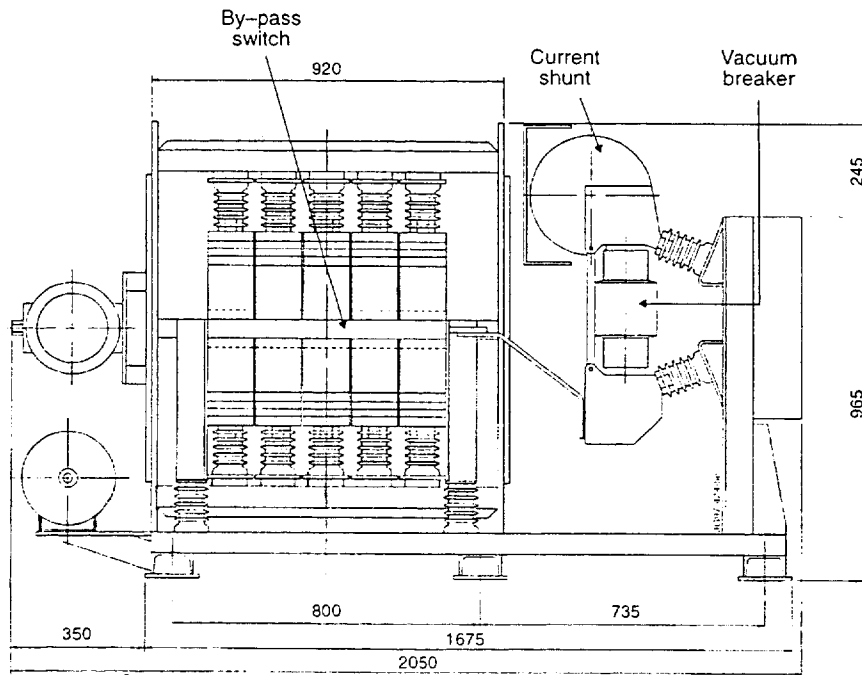 By-pass
switch
Current
shunt
Vacuum
breaker
920
245
965
800
735
350
1675
2050